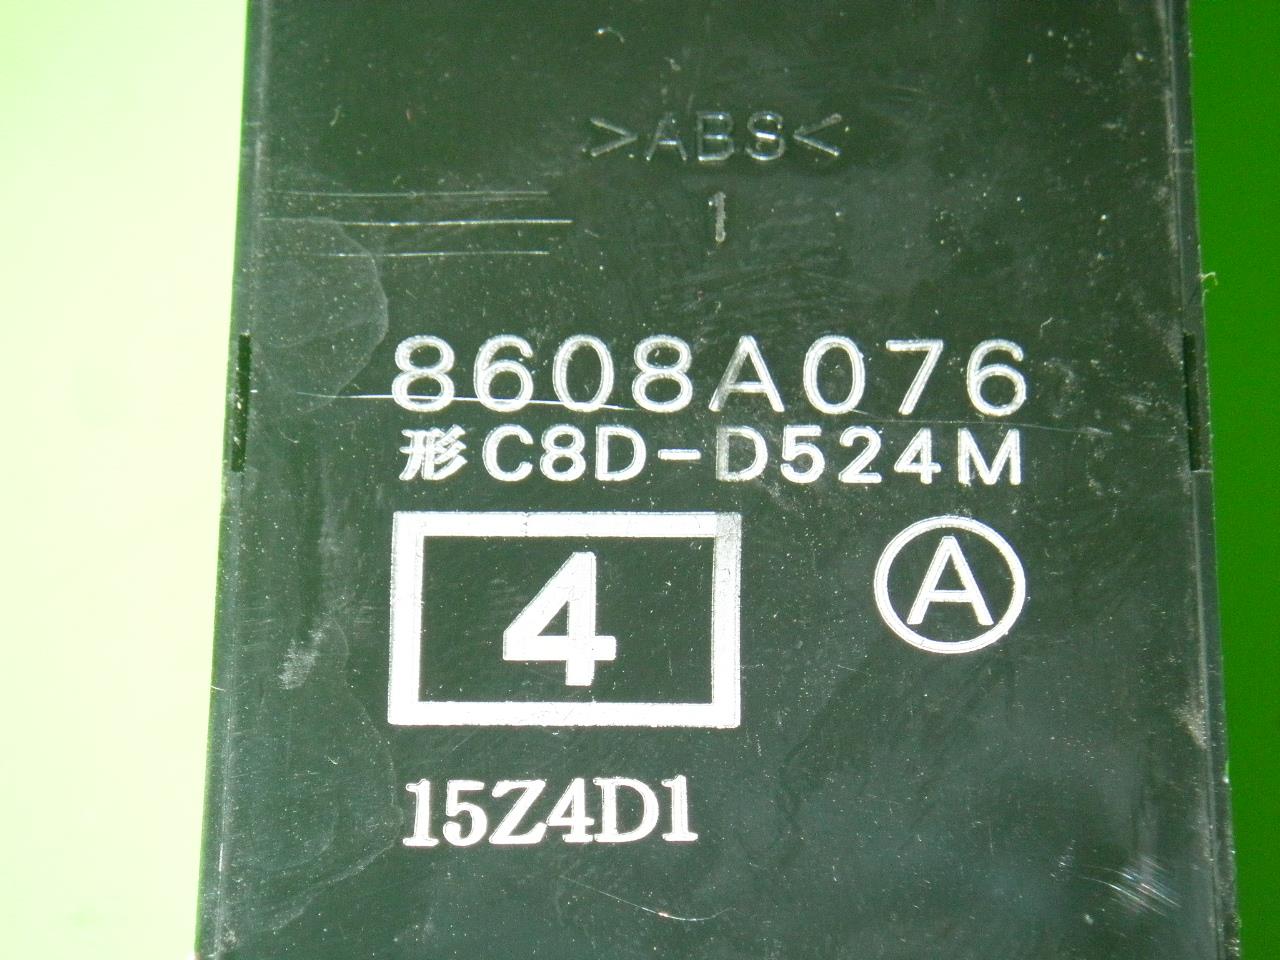 >ABS<
1
8608A076
形C8D-D524M
4 A
15Z4D1